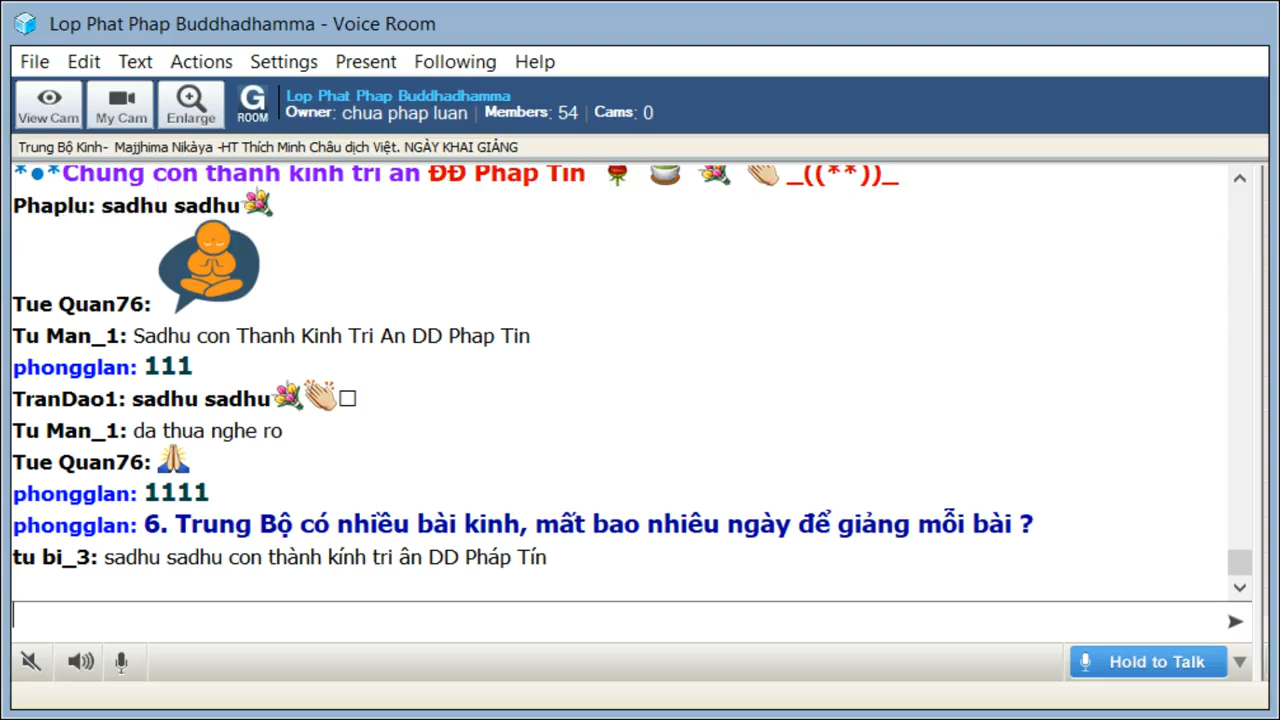 Lop Phat Phap Buddhadhamma - Voice Room
File Edit Text Actions Settings Present Following Help
View Cam My Cam Enlarge G ROOM Lop Phat Phap Buddhadhamma
Owner: chua phap luan | Members: 54 | Cams: 0
Trung Bộ Kinh- Majjhima Nikàya -HT Thích Minh Châu dịch Việt. NGÀY KHAI GIẢNG
*●*Chung con thanh kinh tri an ĐĐ Phap Tin _((**))_
Phaplu: sadhu sadhu
Tue Quan76:
Tu Man_1: Sadhu con Thanh Kinh Tri An DD Phap Tin
phongglan: 111
TranDao1: sadhu sadhu
Tu Man_1: da thua nghe ro
Tue Quan76:
phongglan: 1111
phongglan: 6. Trung Bộ có nhiều bài kinh, mất bao nhiêu ngày để giảng mỗi bài ?
tu bi_3: sadhu sadhu con thành kính tri ân DD Pháp Tín
Hold to Talk